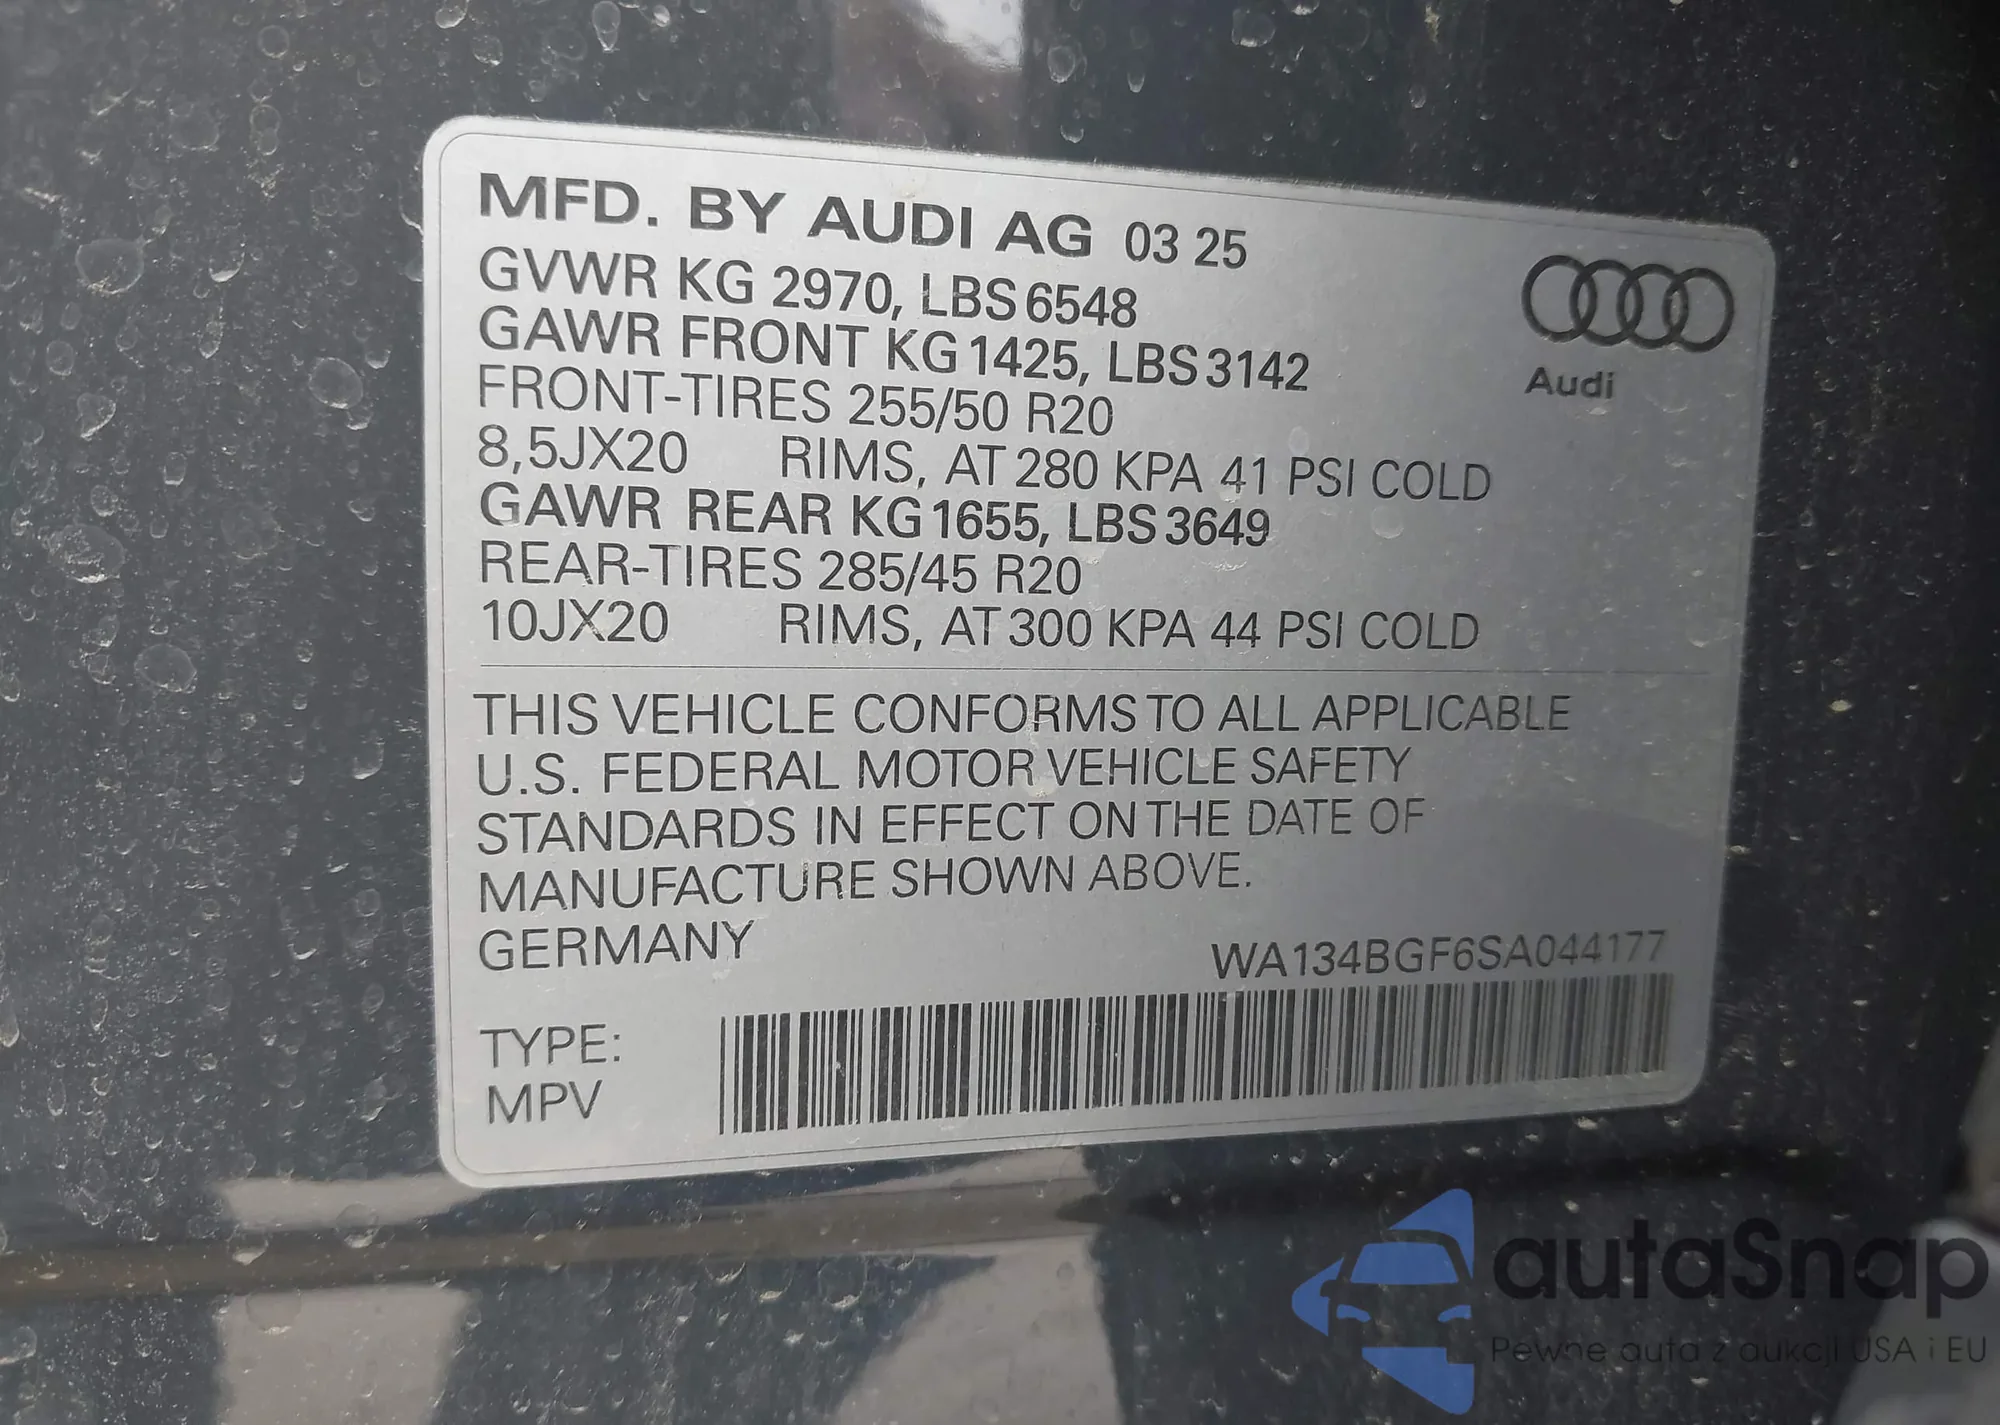 MFD. BY AUDI AG 03 25
GVWR KG 2970, LBS 6548
GAWR FRONT KG 1425, LBS 3142
FRONT-TIRES 255/50 R20
8,5JX20 RIMS, AT 280 KPA 41 PSI COLD
GAWR REAR KG 1655, LBS 3649
REAR-TIRES 285/45 R20
10JX20 RIMS, AT 300 KPA 44 PSI COLD
Audi
THIS VEHICLE CONFORMS TO ALL APPLICABLE
U.S. FEDERAL MOTOR VEHICLE SAFETY
STANDARDS IN EFFECT ON THE DATE OF
MANUFACTURE SHOWN ABOVE.
GERMANY
WA134BGF6SA044177
TYPE:
MPV
autaSnap
Pewne auta z aukcji USA i EU